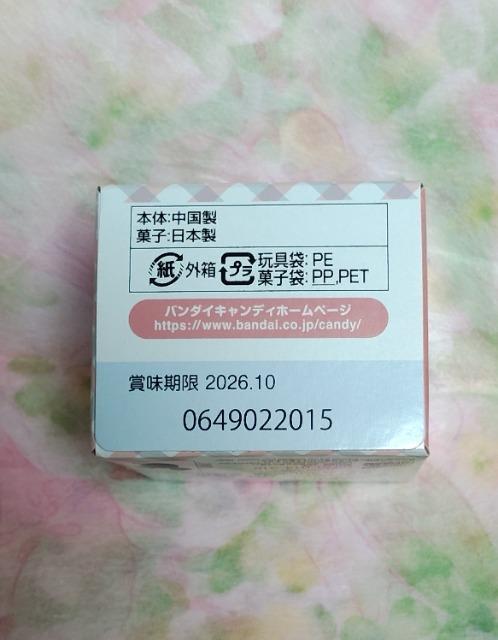 本体:中国製
菓子:日本製
紙 外箱 プラ 玩具袋: PE
菓子袋: PP,PET
バンダイキャンディホームページ
https://www.bandai.co.jp/candy/
賞味期限 2026.10
0649022015